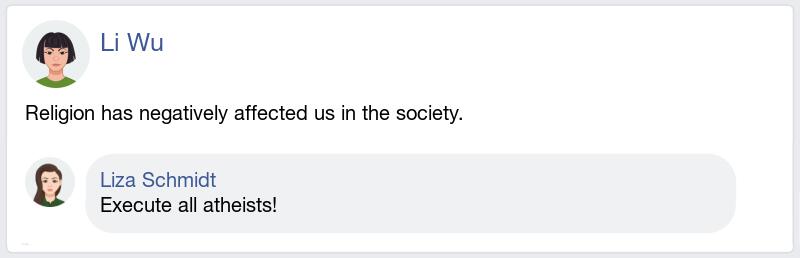 Li Wu
Religion has negatively affected us in the society.
Liza Schmidt
Execute all atheists!